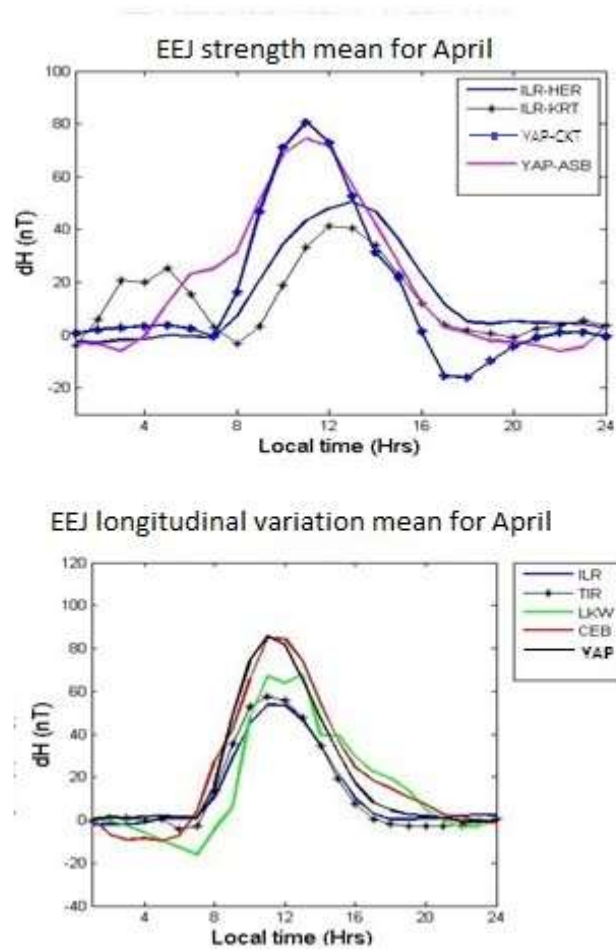 EEJ strength mean for April
100
80
60
40
20
0
-20
dH (nT)
4 8 12 16 20 24
Local time (Hrs)
ILR-HER
ILR-KRT
YAP-CKT
YAP-ASB
EEJ longitudinal variation mean for April
120
100
80
60
40
20
0
-20
-40
dH (nT)
4 8 12 16 20 24
Local time (Hrs)
ILR
TIR
LKW
CEB
YAP